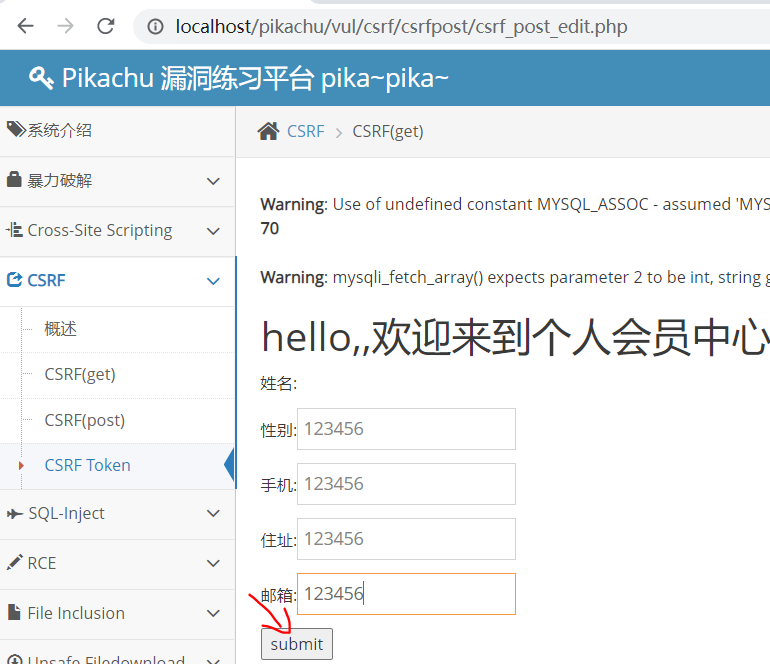 localhost/pikachu/vul/csrf/csrfpost/csrf_post_edit.php
Pikachu 漏洞练习平台 pika~pika~
系统介绍
暴力破解
Cross-Site Scripting
CSRF
概述
CSRF(get)
CSRF(post)
CSRF Token
SQL-Inject
RCE
File Inclusion
Unsafe Filedownload
CSRF > CSRF(get)
Warning: Use of undefined constant MYSQL_ASSOC - assumed 'MYS
70
Warning: mysqli_fetch_array() expects parameter 2 to be int, string g
hello,,欢迎来到个人会员中心
姓名:
性别: 123456
手机: 123456
住址: 123456
邮箱: 123456
submit